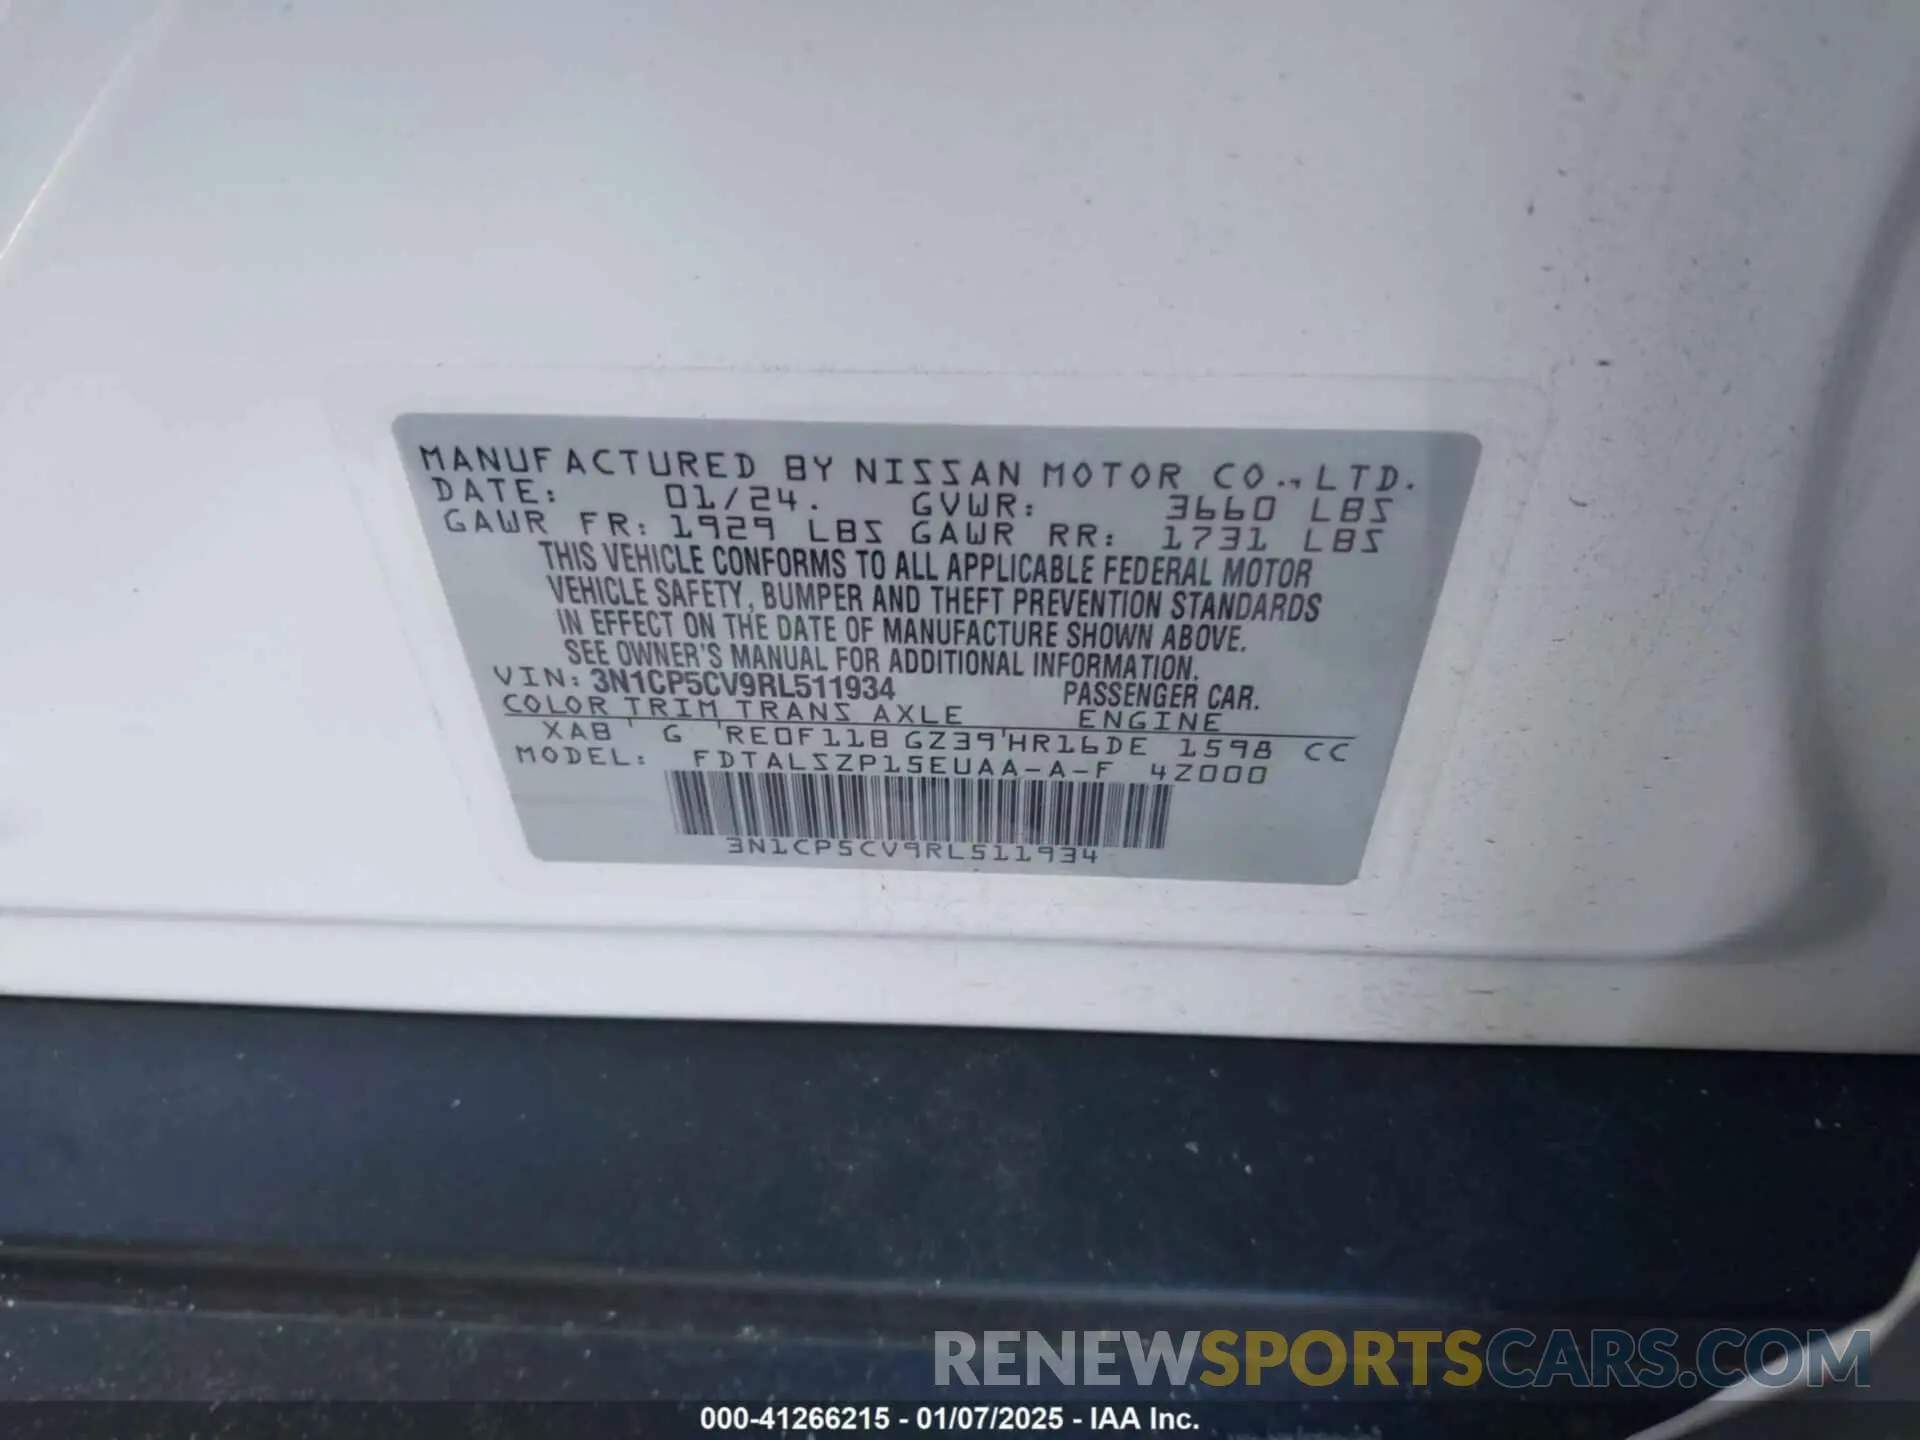 MANUFACTURED BY NISSAN MOTOR CO., LTD.
DATE: 01/24. GVWR: 3660 LBS
GAWR FR: 1929 LBS GAWR RR: 1731 LBS
THIS VEHICLE CONFORMS TO ALL APPLICABLE FEDERAL MOTOR
VEHICLE SAFETY, BUMPER AND THEFT PREVENTION STANDARDS
IN EFFECT ON THE DATE OF MANUFACTURE SHOWN ABOVE.
SEE OWNER'S MANUAL FOR ADDITIONAL INFORMATION.
VIN: 3N1CP5CV9RL511934 PASSENGER CAR.
COLOR TRIM TRANS AXLE ENGINE
XAB G RE0F11B GZ39 HR16DE 1598 CC
MODEL: FDTALSZP15EUAA-A-F 4Z000
3N1CP5CV9RL511934
RENEWSPORTSCARS.COM
000-41266215 - 01/07/2025 - IAA Inc.